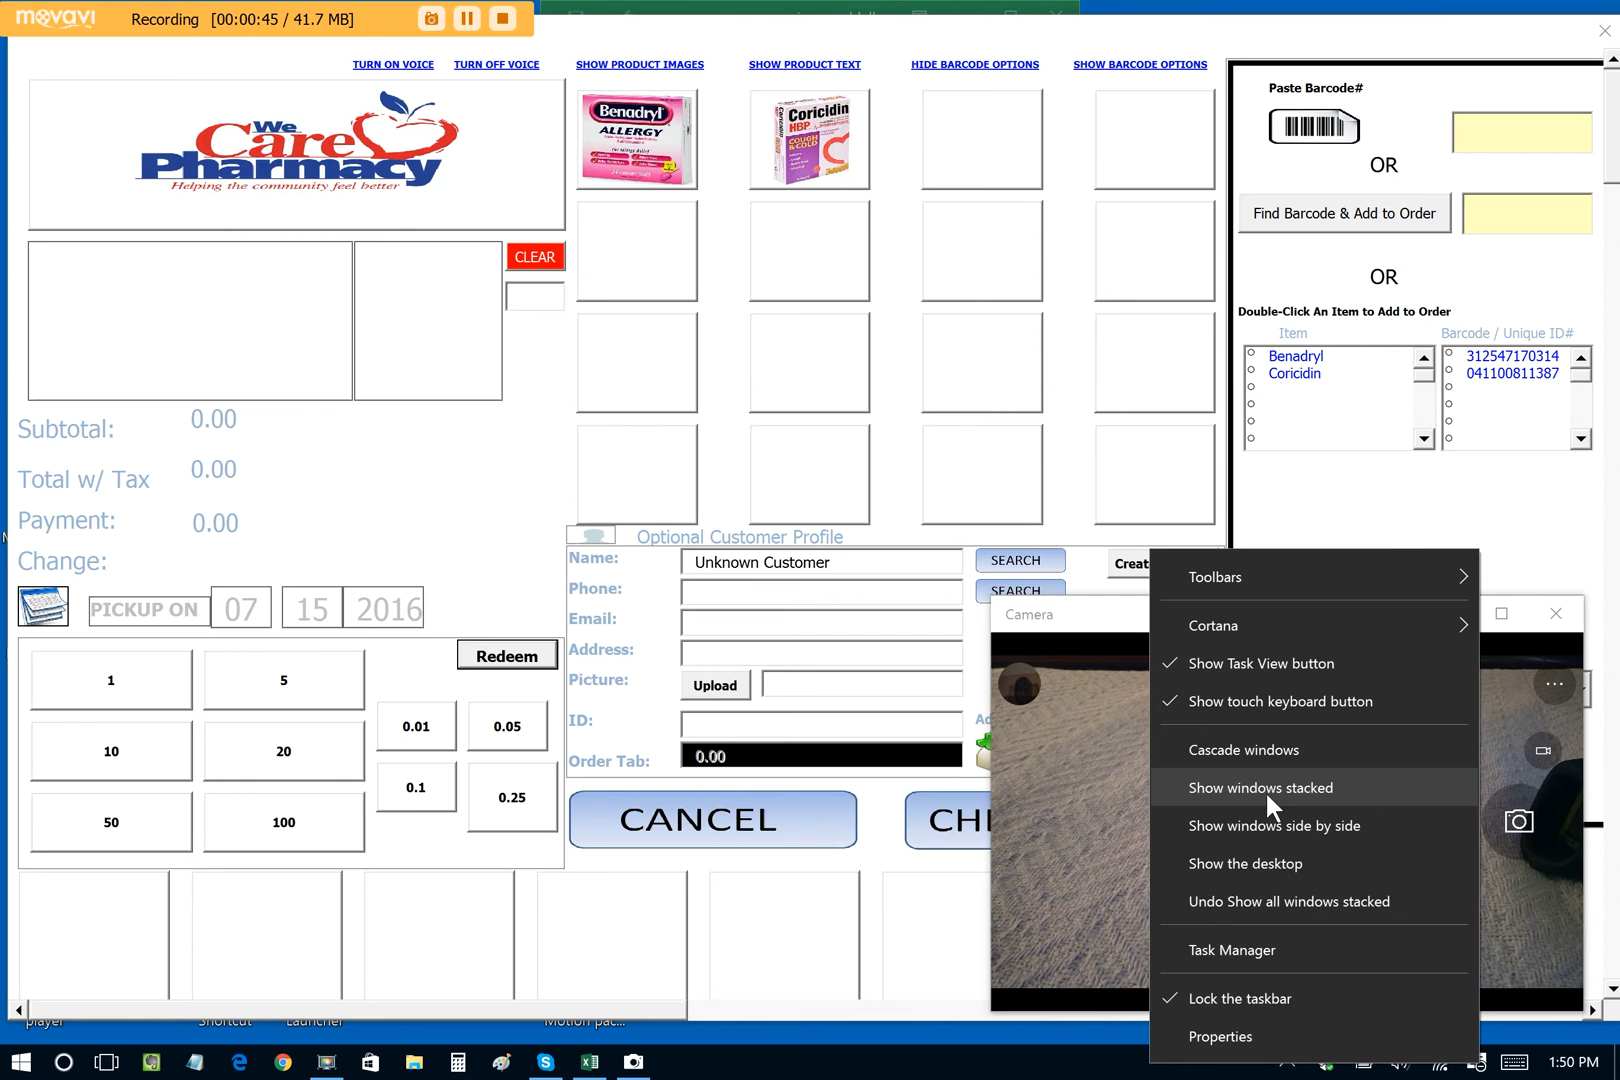 movavi
Recording [00:00:45 / 41.7 MB]
TURN ON VOICE TURN OFF VOICE SHOW PRODUCT IMAGES SHOW PRODUCT TEXT HIDE BARCODE OPTIONS SHOW BARCODE OPTIONS
We
Care
Pharmacy
Helping the community feel better
Benadryl
ALLERGY
Coricidin
HBP
COUGH
& COLD
Paste Barcode#
OR
Find Barcode & Add to Order
OR
CLEAR
Double-Click An Item to Add to Order
Item Barcode / Unique ID#
Benadryl 312547170314
Coricidin 041100811387
Subtotal: 0.00
Total w/ Tax 0.00
Payment: 0.00
Change:
PICKUP ON 07 15 2016
Optional Customer Profile
Name: Unknown Customer SEARCH Creat
Phone: SEARCH
Email:
Address:
Picture: Upload
ID:
Order Tab: 0.00
Redeem
1 5
10 20
50 100
0.01 0.05
0.1 0.25
CANCEL
Camera
Toolbars
Cortana
Show Task View button
Show touch keyboard button
Cascade windows
Show windows stacked
Show windows side by side
Show the desktop
Undo Show all windows stacked
Task Manager
Lock the taskbar
Properties
player Shortcut Launcher Motion pac...
1:50 PM